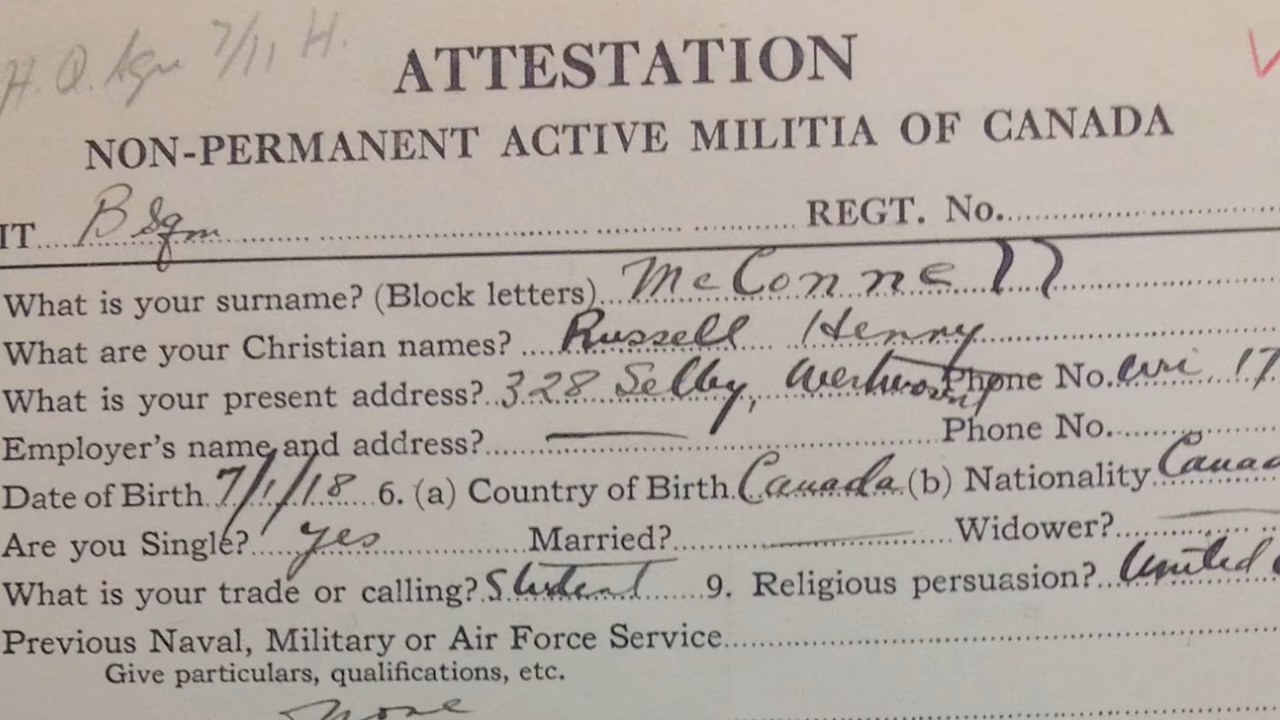 H. Q. 7/11 H.
ATTESTATION
NON-PERMANENT ACTIVE MILITIA OF CANADA
IT B Sqn REGT. No.
What is your surname? (Block letters) McConnell
What are your Christian names? Russell Henry
What is your present address? 328 Selby, Phone No. 17
Employer's name and address? — Phone No.
Date of Birth 7/1/18 6. (a) Country of Birth Canada (b) Nationality Canad
Are you Single? yes Married? — Widower? —
What is your trade or calling? Student 9. Religious persuasion? United
Previous Naval, Military or Air Force Service
Give particulars, qualifications, etc.
None